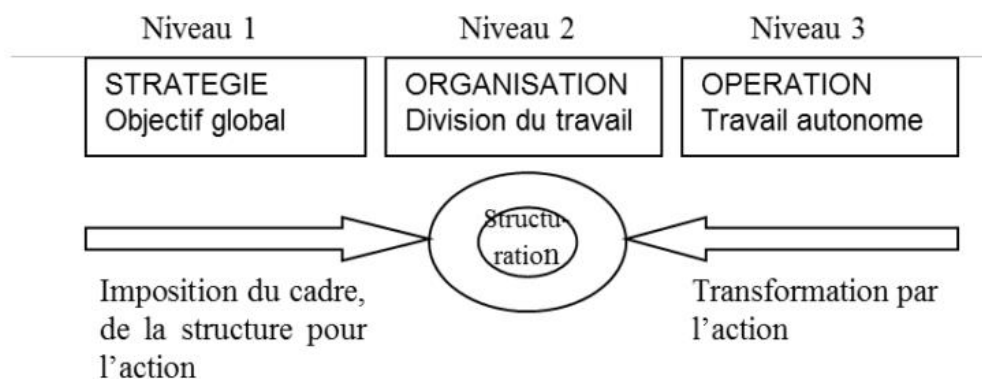 Niveau 1
Niveau 2
Niveau 3
STRATEGIE
Objectif global
ORGANISATION
Division du travail
OPERATION
Travail autonome
Structu-
ration
Imposition du cadre,
de la structure pour
l'action
Transformation par
l'action